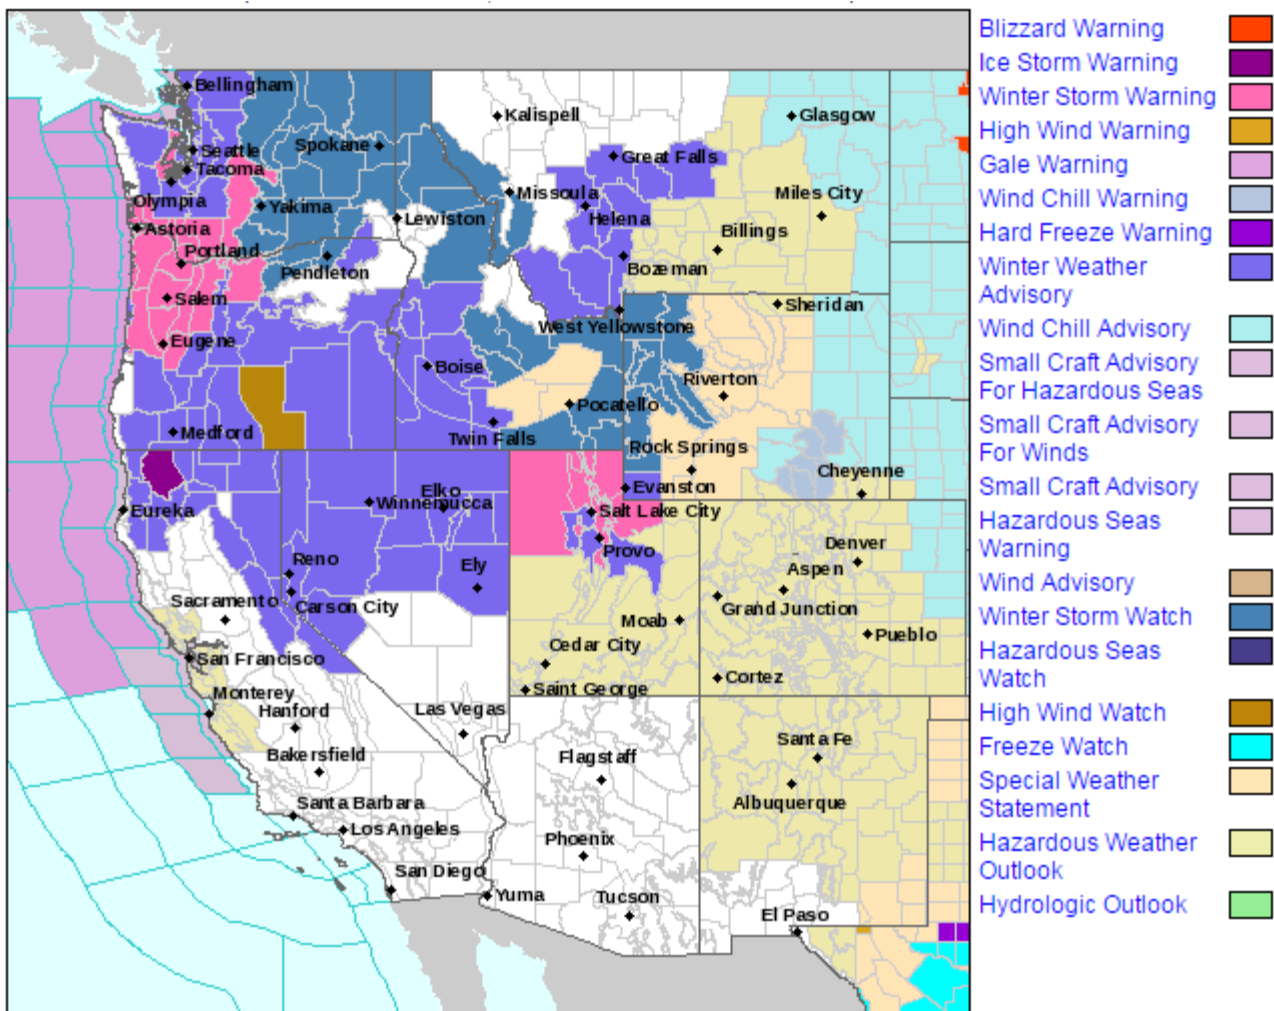 Bellingham
Seattle
Tacoma
Olympia
Astoria
Portland
Salem
Eugene
Medford
Eureka
Spokane
Yakima
Pendleton
Lewiston
Kalispell
Missoula
Great Falls
Helena
Bozeman
Glasgow
Miles City
Billings
West Yellowstone
Sheridan
Boise
Twin Falls
Pocatello
Riverton
Rock Springs
Evanston
Cheyenne
Elko
Winnemucca
Reno
Carson City
Ely
Salt Lake City
Provo
Moab
Cedar City
Saint George
Denver
Aspen
Grand Junction
Pueblo
Cortez
Sacramento
San Francisco
Monterey
Hanford
Bakersfield
Las Vegas
Santa Barbara
Los Angeles
San Diego
Yuma
Flagstaff
Phoenix
Tucson
Santa Fe
Albuquerque
El Paso
Blizzard Warning
Ice Storm Warning
Winter Storm Warning
High Wind Warning
Gale Warning
Wind Chill Warning
Hard Freeze Warning
Winter Weather
Advisory
Wind Chill Advisory
Small Craft Advisory
For Hazardous Seas
Small Craft Advisory
For Winds
Small Craft Advisory
Hazardous Seas
Warning
Wind Advisory
Winter Storm Watch
Hazardous Seas
Watch
High Wind Watch
Freeze Watch
Special Weather
Statement
Hazardous Weather
Outlook
Hydrologic Outlook